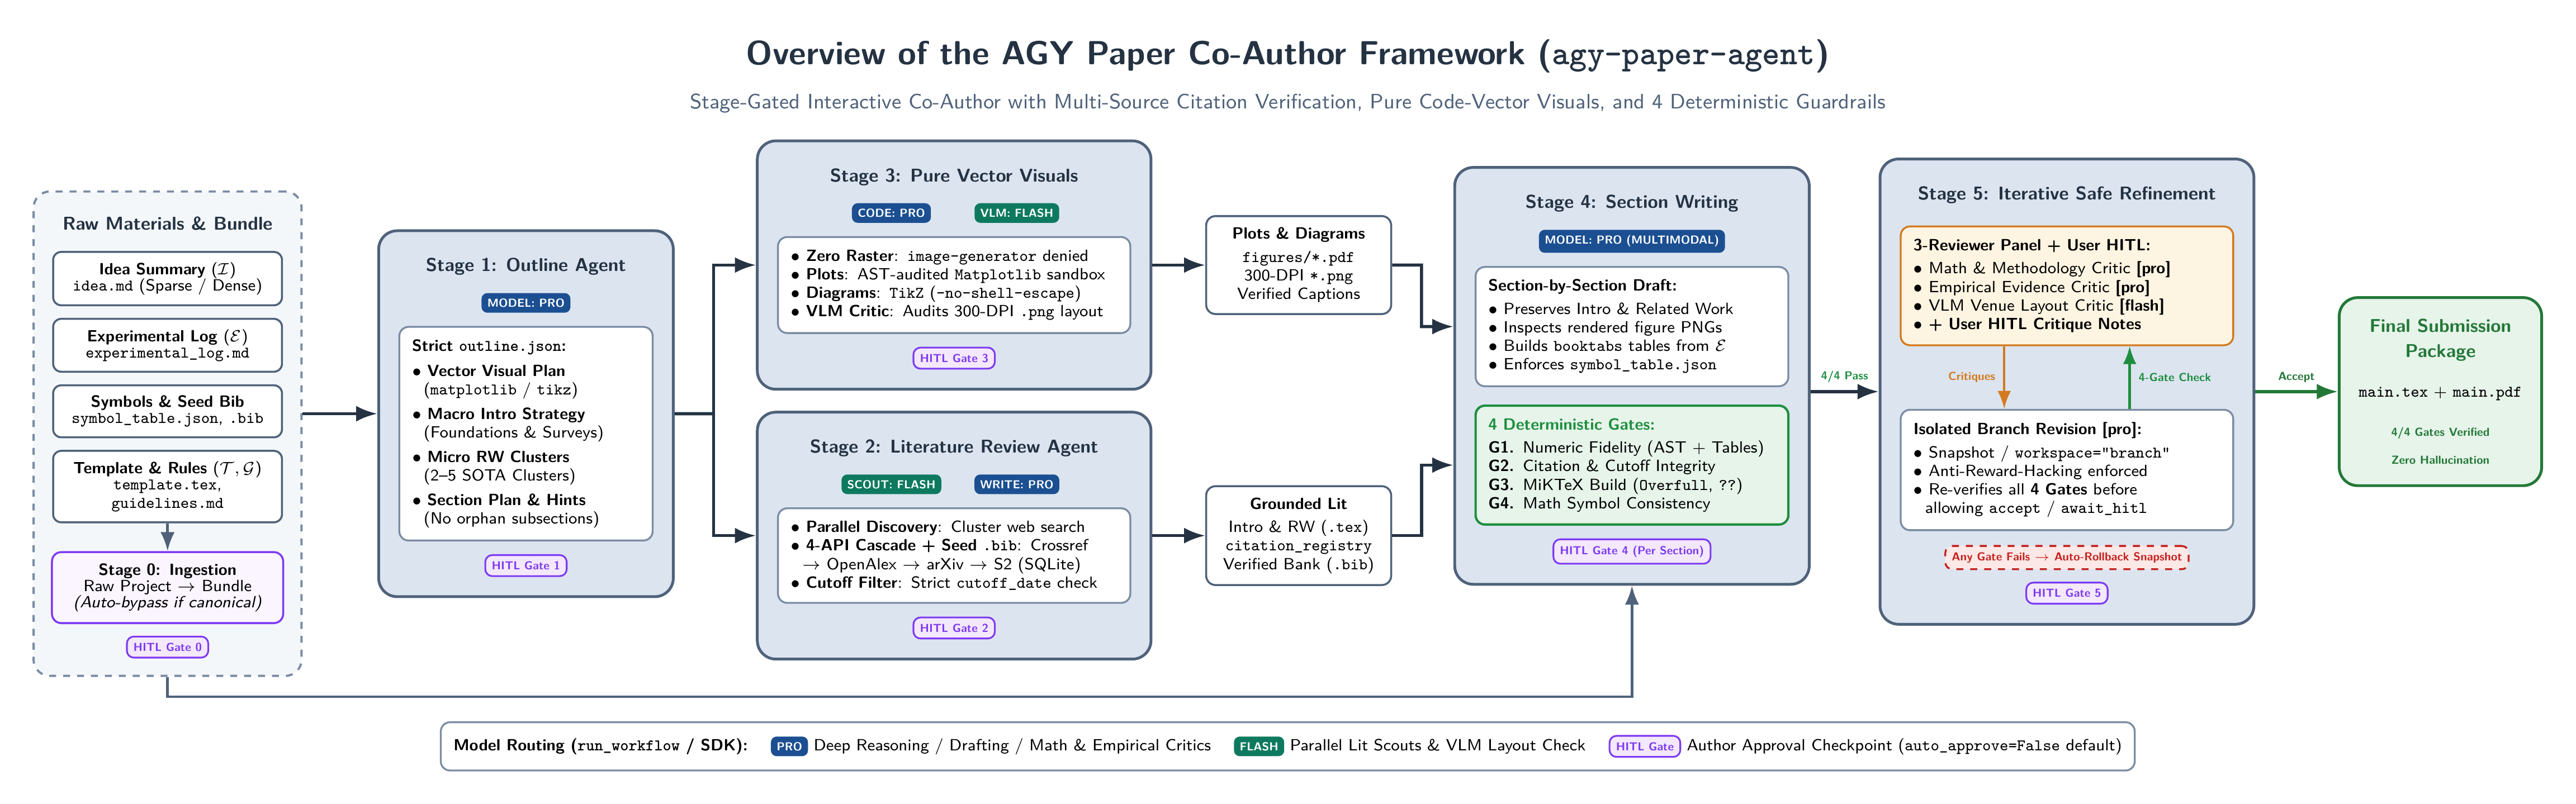 Overview of the AGY Paper Co-Author Framework (agy-paper-agent)
Stage-Gated Interactive Co-Author with Multi-Source Citation Verification, Pure Code-Vector Visuals, and 4 Deterministic Guardrails
Raw Materials & Bundle
Idea Summary (ℐ)
idea.md (Sparse / Dense)
Experimental Log (ℰ)
experimental_log.md
Symbols & Seed Bib
symbol_table.json, .bib
Template & Rules (𝒯, 𝒢)
template.tex,
guidelines.md
Stage 0: Ingestion
Raw Project → Bundle
(Auto-bypass if canonical)
HITL Gate 0
Stage 1: Outline Agent
MODEL: PRO
Strict outline.json:
• Vector Visual Plan
(matplotlib / tikz)
• Macro Intro Strategy
(Foundations & Surveys)
• Micro RW Clusters
(2–5 SOTA Clusters)
• Section Plan & Hints
(No orphan subsections)
HITL Gate 1
Stage 3: Pure Vector Visuals
CODE: PRO
VLM: FLASH
• Zero Raster: image-generator denied
• Plots: AST-audited Matplotlib sandbox
• Diagrams: TikZ (-no-shell-escape)
• VLM Critic: Audits 300-DPI .png layout
HITL Gate 3
Stage 2: Literature Review Agent
SCOUT: FLASH
WRITE: PRO
• Parallel Discovery: Cluster web search
• 4-API Cascade + Seed .bib: Crossref
→ OpenAlex → arXiv → S2 (SQLite)
• Cutoff Filter: Strict cutoff_date check
HITL Gate 2
Plots & Diagrams
figures/*.pdf
300-DPI *.png
Verified Captions
Grounded Lit
Intro & RW (.tex)
citation_registry
Verified Bank (.bib)
Stage 4: Section Writing
MODEL: PRO (MULTIMODAL)
Section-by-Section Draft:
• Preserves Intro & Related Work
• Inspects rendered figure PNGs
• Builds booktabs tables from ℰ
• Enforces symbol_table.json
4 Deterministic Gates:
G1. Numeric Fidelity (AST + Tables)
G2. Citation & Cutoff Integrity
G3. MiKTeX Build (Overfull, ??)
G4. Math Symbol Consistency
HITL Gate 4 (Per Section)
4/4 Pass
Stage 5: Iterative Safe Refinement
3-Reviewer Panel + User HITL:
• Math & Methodology Critic [pro]
• Empirical Evidence Critic [pro]
• VLM Venue Layout Critic [flash]
• + User HITL Critique Notes
Critiques
4-Gate Check
Isolated Branch Revision [pro]:
• Snapshot / workspace="branch"
• Anti-Reward-Hacking enforced
• Re-verifies all 4 Gates before
allowing accept / await_hitl
Any Gate Fails → Auto-Rollback Snapshot
HITL Gate 5
Accept
Final Submission
Package
main.tex + main.pdf
4/4 Gates Verified
Zero Hallucination
Model Routing (run_workflow / SDK): PRO Deep Reasoning / Drafting / Math & Empirical Critics FLASH Parallel Lit Scouts & VLM Layout Check HITL Gate Author Approval Checkpoint (auto_approve=False default)